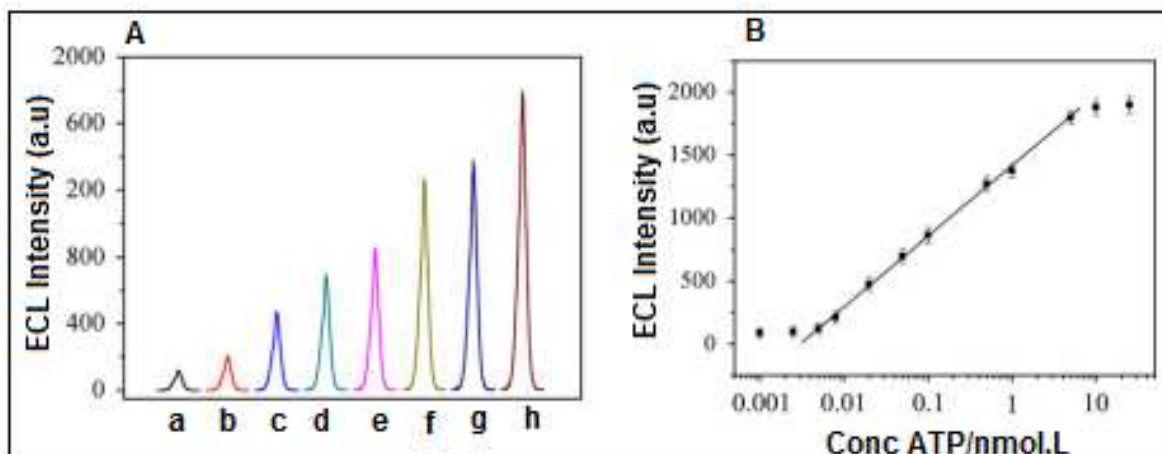 A
ECL Intensity (a.u)
2000
600
200
800
400
0
a b c d e f g h
B
ECL Intensity (a.u)
2000
1500
1000
500
0
0.001 0.01 0.1 1 10
Conc ATP/nmol.L